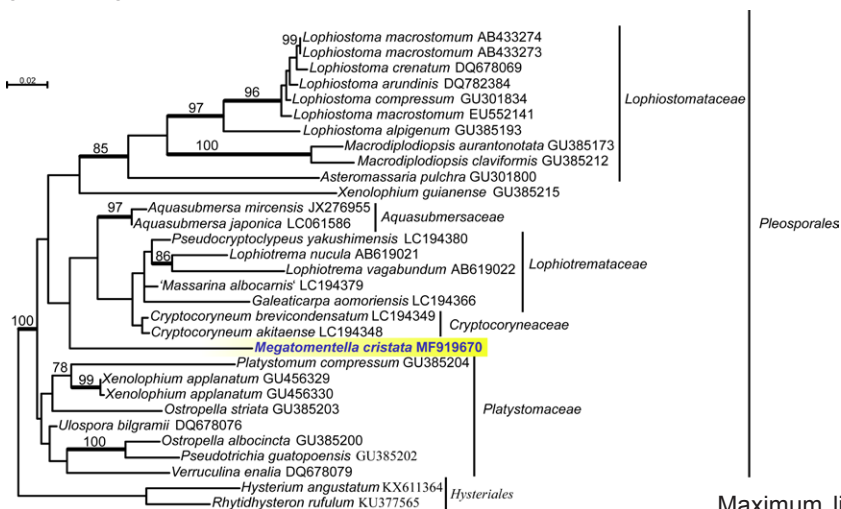 99 Lophiostoma macrostomum AB433274
Lophiostoma macrostomum AB433273
Lophiostoma crenatum DQ678069
0.02
Lophiostoma arundinis DQ782384
96 Lophiostoma compressum GU301834 Lophiostomataceae
97 Lophiostoma macrostomum EU552141
Lophiostoma alpigenum GU385193
100 Macrodiplodiopsis aurantonotata GU385173
85 Macrodiplodiopsis claviformis GU385212
Asteromassaria pulchra GU301800
Xenolophium guianense GU385215
97 Aquasubmersa mircensis JX276955 Aquasubmersaceae
Aquasubmersa japonica LC061586 Pleosporales
Pseudocryptoclypeus yakushimensis LC194380
86 Lophiotrema nucula AB619021 Lophiotremataceae
Lophiotrema vagabundum AB619022
'Massarina albocarnis' LC194379
Galeaticarpa aomoriensis LC194366
100 Cryptocoryneum brevicondensatum LC194349 Cryptocoryneaceae
Cryptocoryneum akitaense LC194348
Megatomentella cristata MF919670
78 Platystomum compressum GU385204
99 Xenolophium applanatum GU456329
Xenolophium applanatum GU456330
Ostropella striata GU385203 Platystomaceae
Ulospora bilgramii DQ678076
100 Ostropella albocincta GU385200
Pseudotrichia guatopoensis GU385202
Verruculina enalia DQ678079
Hysterium angustatum KX611364 Hysteriales
Rhytidhysteron rufulum KU377565
Maximum li